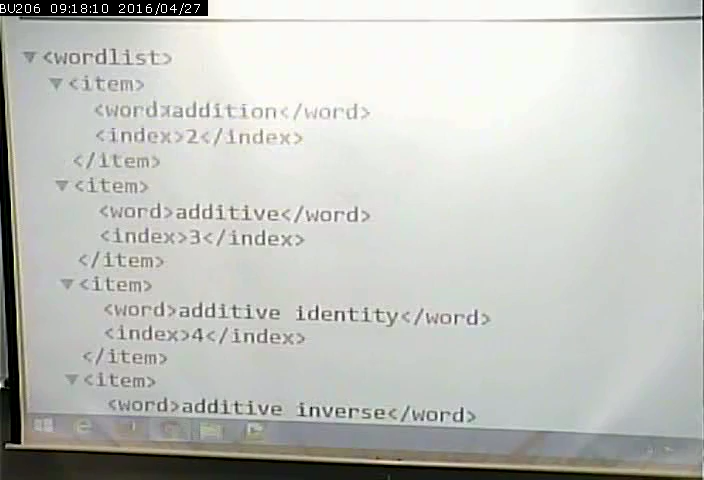 BU206 09:18:10 2016/04/27
<wordlist>
<item>
<word>addition</word>
<index>2</index>
</item>
<item>
<word>additive</word>
<index>3</index>
</item>
<item>
<word>additive identity</word>
<index>4</index>
</item>
<item>
<word>additive inverse</word>